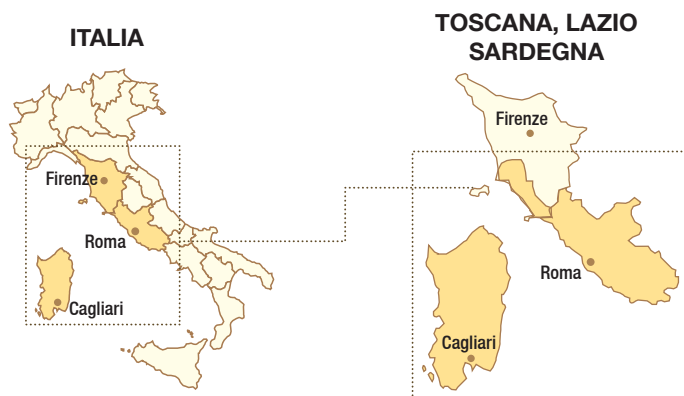 ITALIA
Firenze
Roma
Cagliari
TOSCANA, LAZIO
SARDEGNA
Firenze
Roma
Cagliari